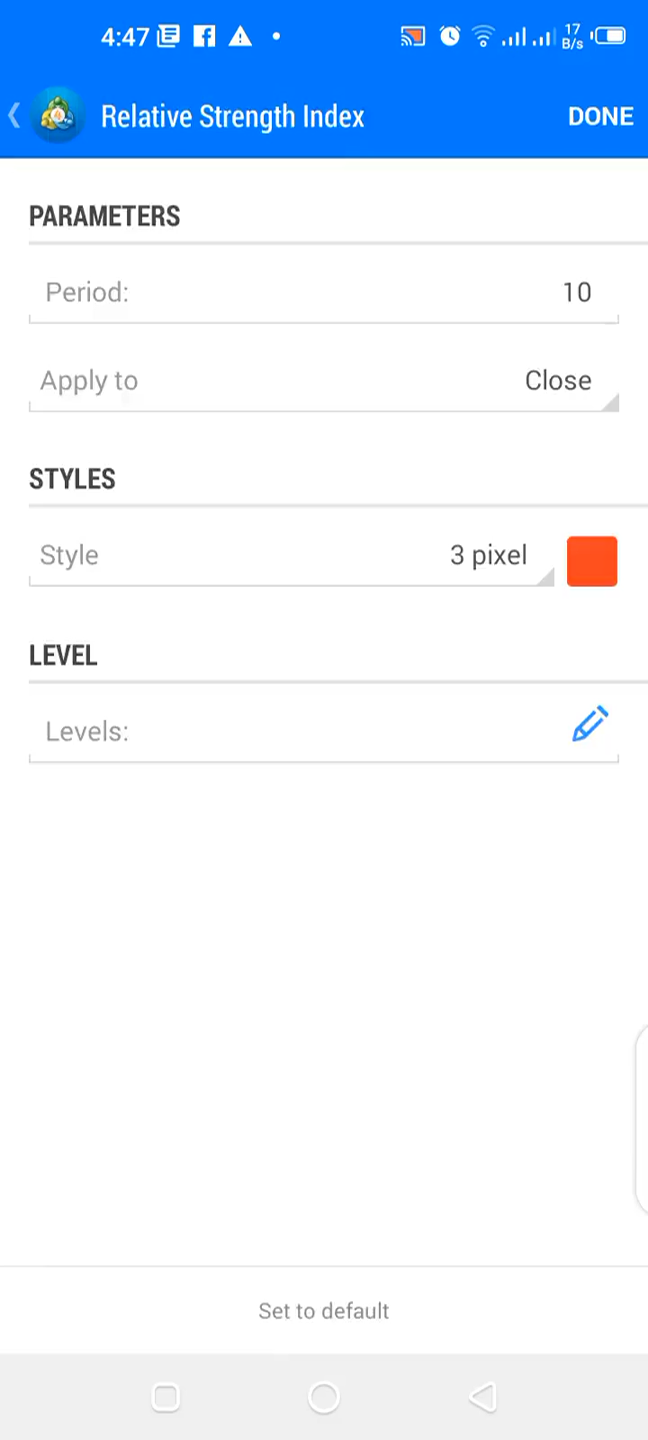 4:47 17 B/s
Relative Strength Index DONE
PARAMETERS
Period: 10
Apply to Close
STYLES
Style 3 pixel
LEVEL
Levels:
Set to default